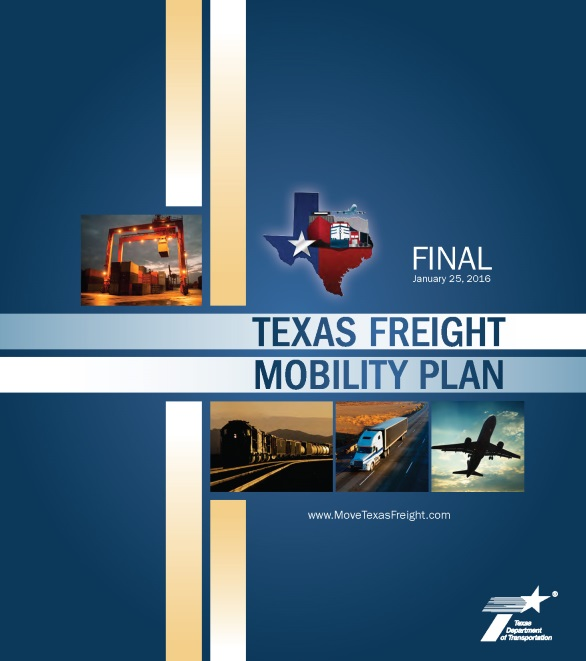 FINAL
January 25, 2016
TEXAS FREIGHT
MOBILITY PLAN
www.MoveTexasFreight.com
®
Texas
Department
of Transportation